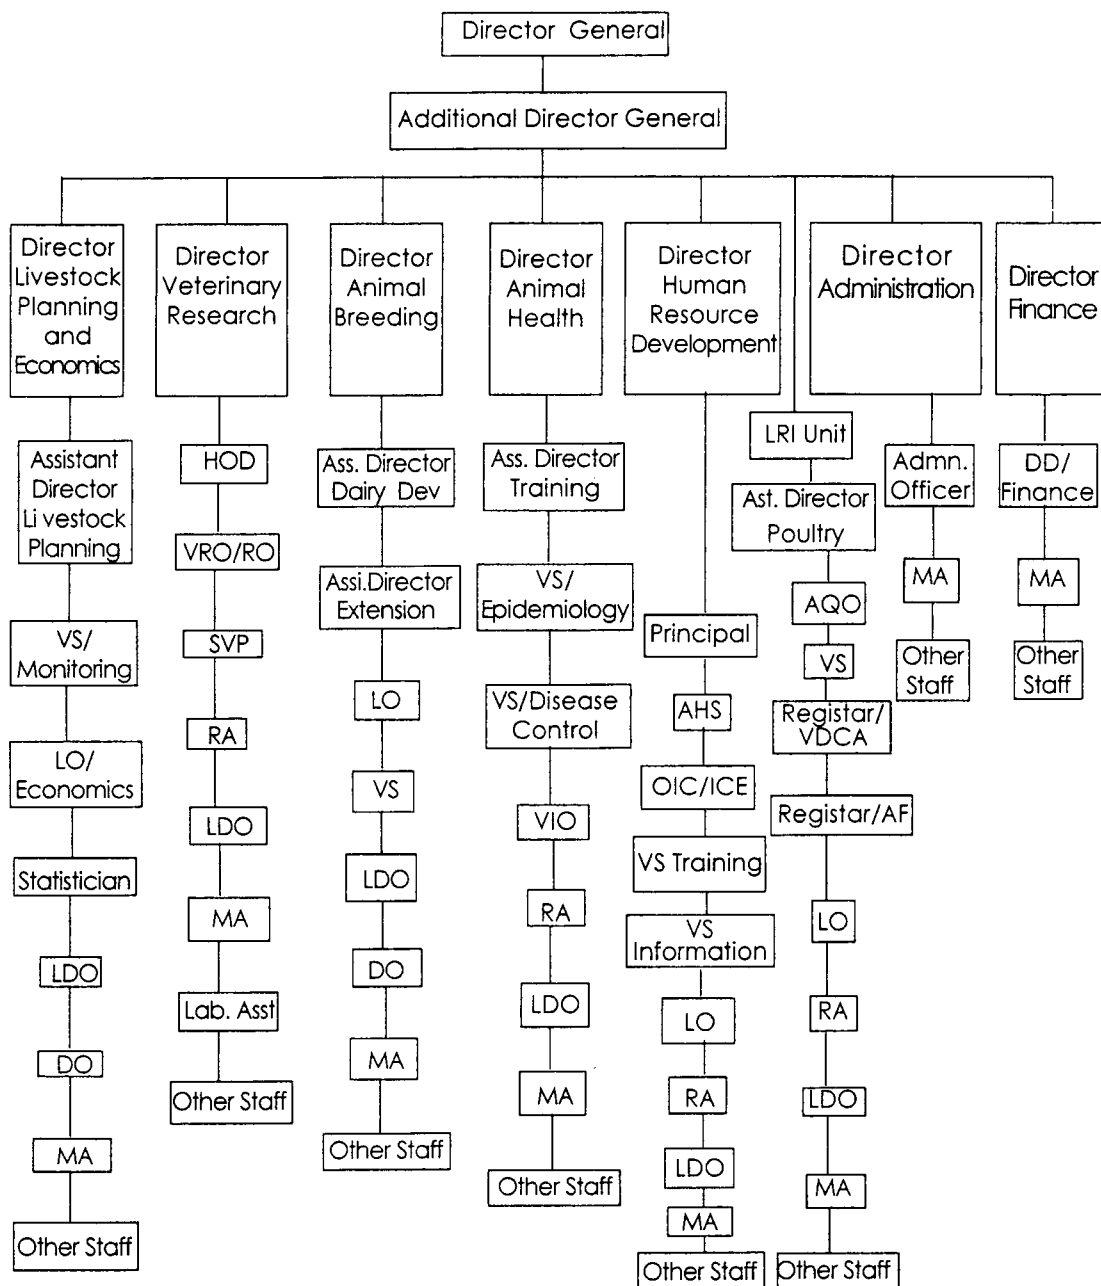 Director General
Additional Director General
Director
Livestock
Planning
and
Economics
Assistant
Director
Li vestock
Planning
VS/
Monitoring
LO/
Economics
Statistician
LDO
DO
MA
Other Staff
Director
Veterinary
Research
HOD
VRO/RO
SVP
RA
LDO
MA
Lab. Asst
Other Staff
Director
Animal
Breeding
Ass. Director
Dairy Dev
Assi.Director
Extension
LO
VS
LDO
DO
MA
Other Staff
Director
Animal
Health
Ass. Director
Training
VS/
Epidemiology
VS/Disease
Control
VIO
RA
LDO
MA
Other Staff
Director
Human
Resource
Development
Principal
AHS
OIC/ICE
VS Training
VS
Information
LO
RA
LDO
MA
Other Staff
LRI Unit
Ast. Director
Poultry
AQO
VS
Registar/
VDCA
Registar/AF
LO
RA
LDO
MA
Other Staff
Director
Administration
Admn.
Officer
MA
Other
Staff
Director
Finance
DD/
Finance
MA
Other
Staff